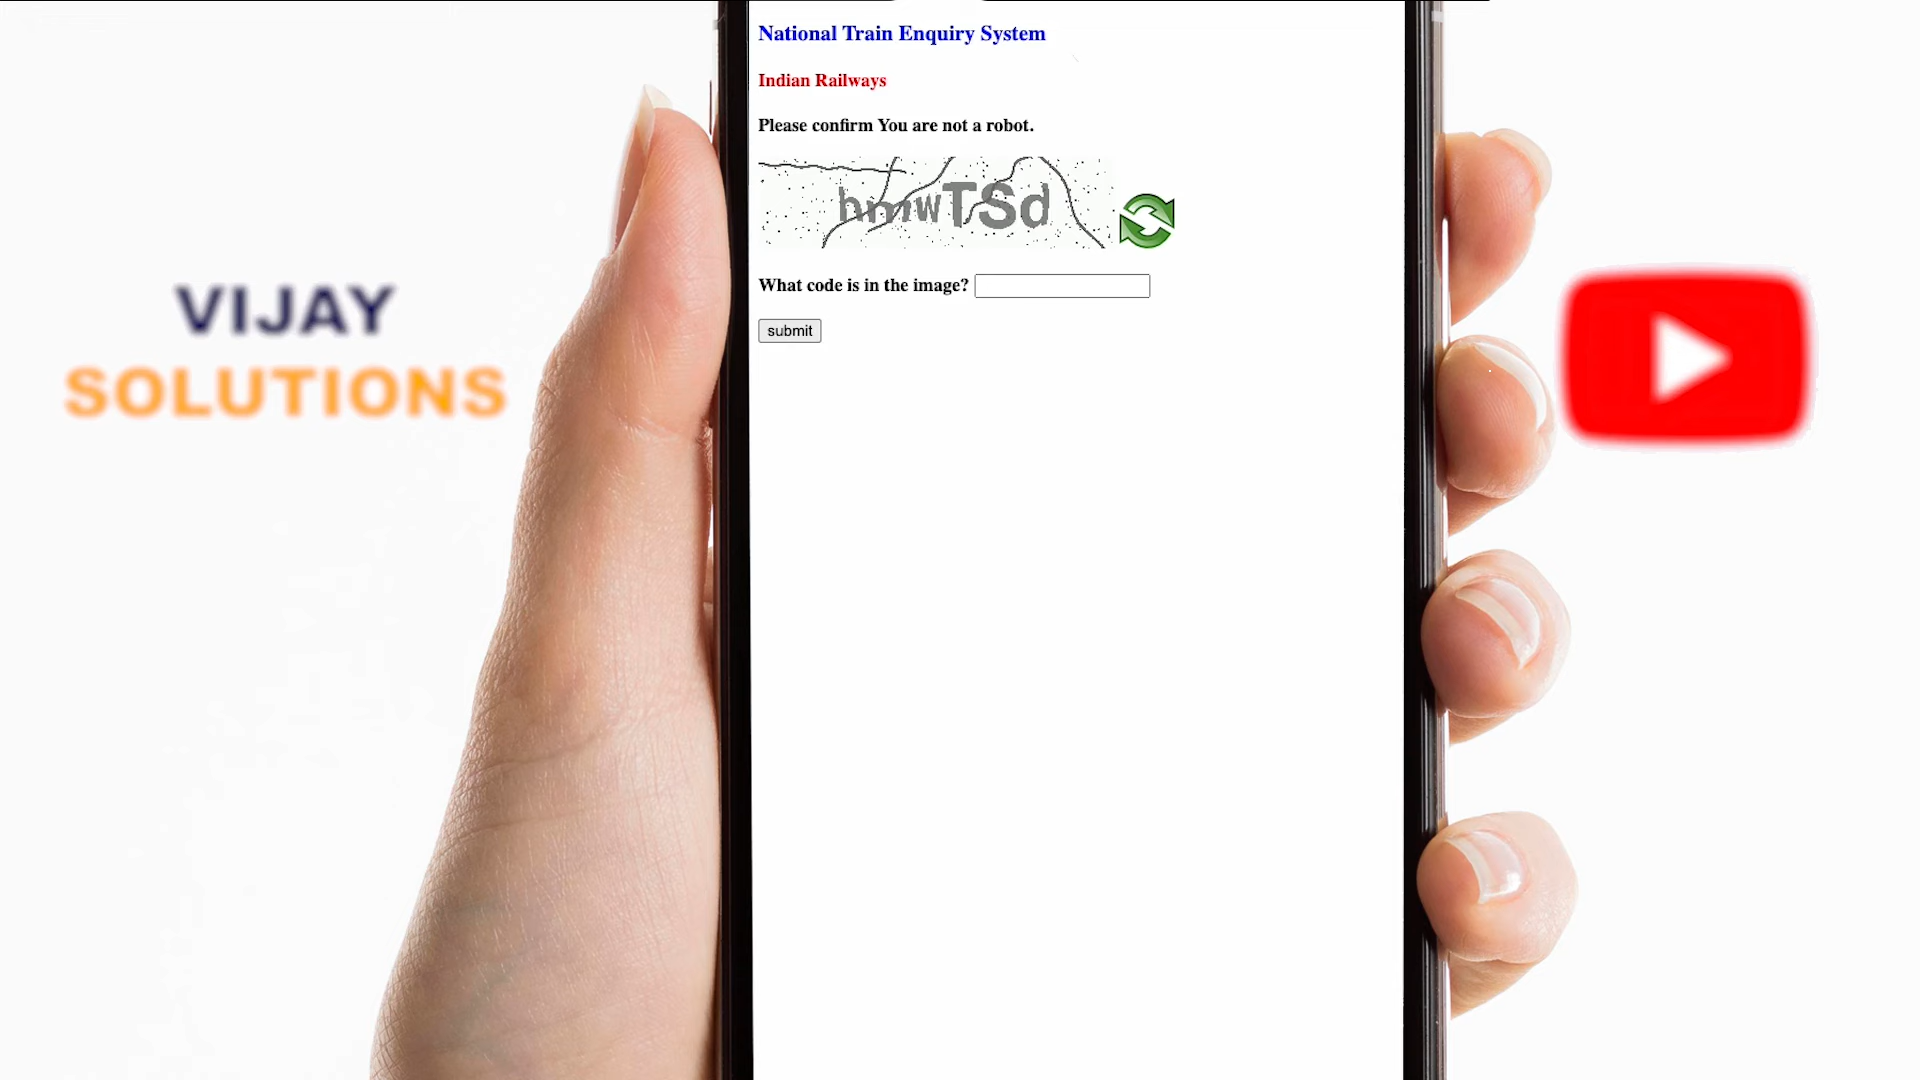 National Train Enquiry System
Indian Railways
Please confirm You are not a robot.
hmwTSd
What code is in the image?
submit
VIJAY
SOLUTIONS